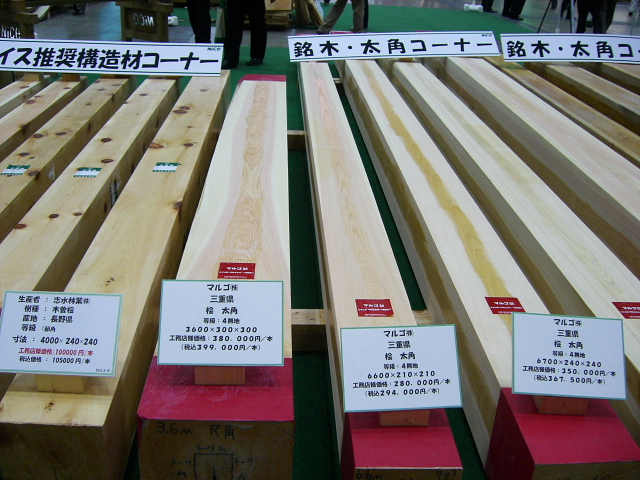 イス推奨構造材コーナー
銘木・太角コーナー
銘木・太角コー
生産者：志水林業㈱
樹種：木曽桧
産地：長野県
等級：
寸法：4000×240×240
工務店様価格:100000円/本
税込価格：105000円/本
マルゴ㈱
三重県
桧 太角
等級：4無地
3600×300×300
工務店様価格：380.000円/本
(税込399.000円/本)
マルゴ㈱
三重県
桧 太角
等級：4無地
6600×210×210
工務店様価格：280.000円/本
(税込294.000円/本)
マルゴ㈱
三重県
桧 太角
等級：4無地
6700×240×240
工務店様価格：350.000円/本
(税込367.500円/本)
3.6m 尺角